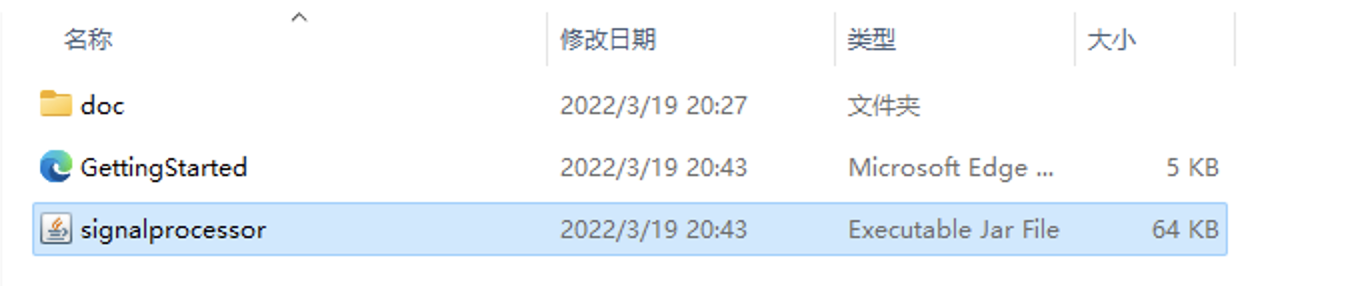 名称 修改日期 类型 大小
doc 2022/3/19 20:27 文件夹
GettingStarted 2022/3/19 20:43 Microsoft Edge ... 5 KB
signalprocessor 2022/3/19 20:43 Executable Jar File 64 KB